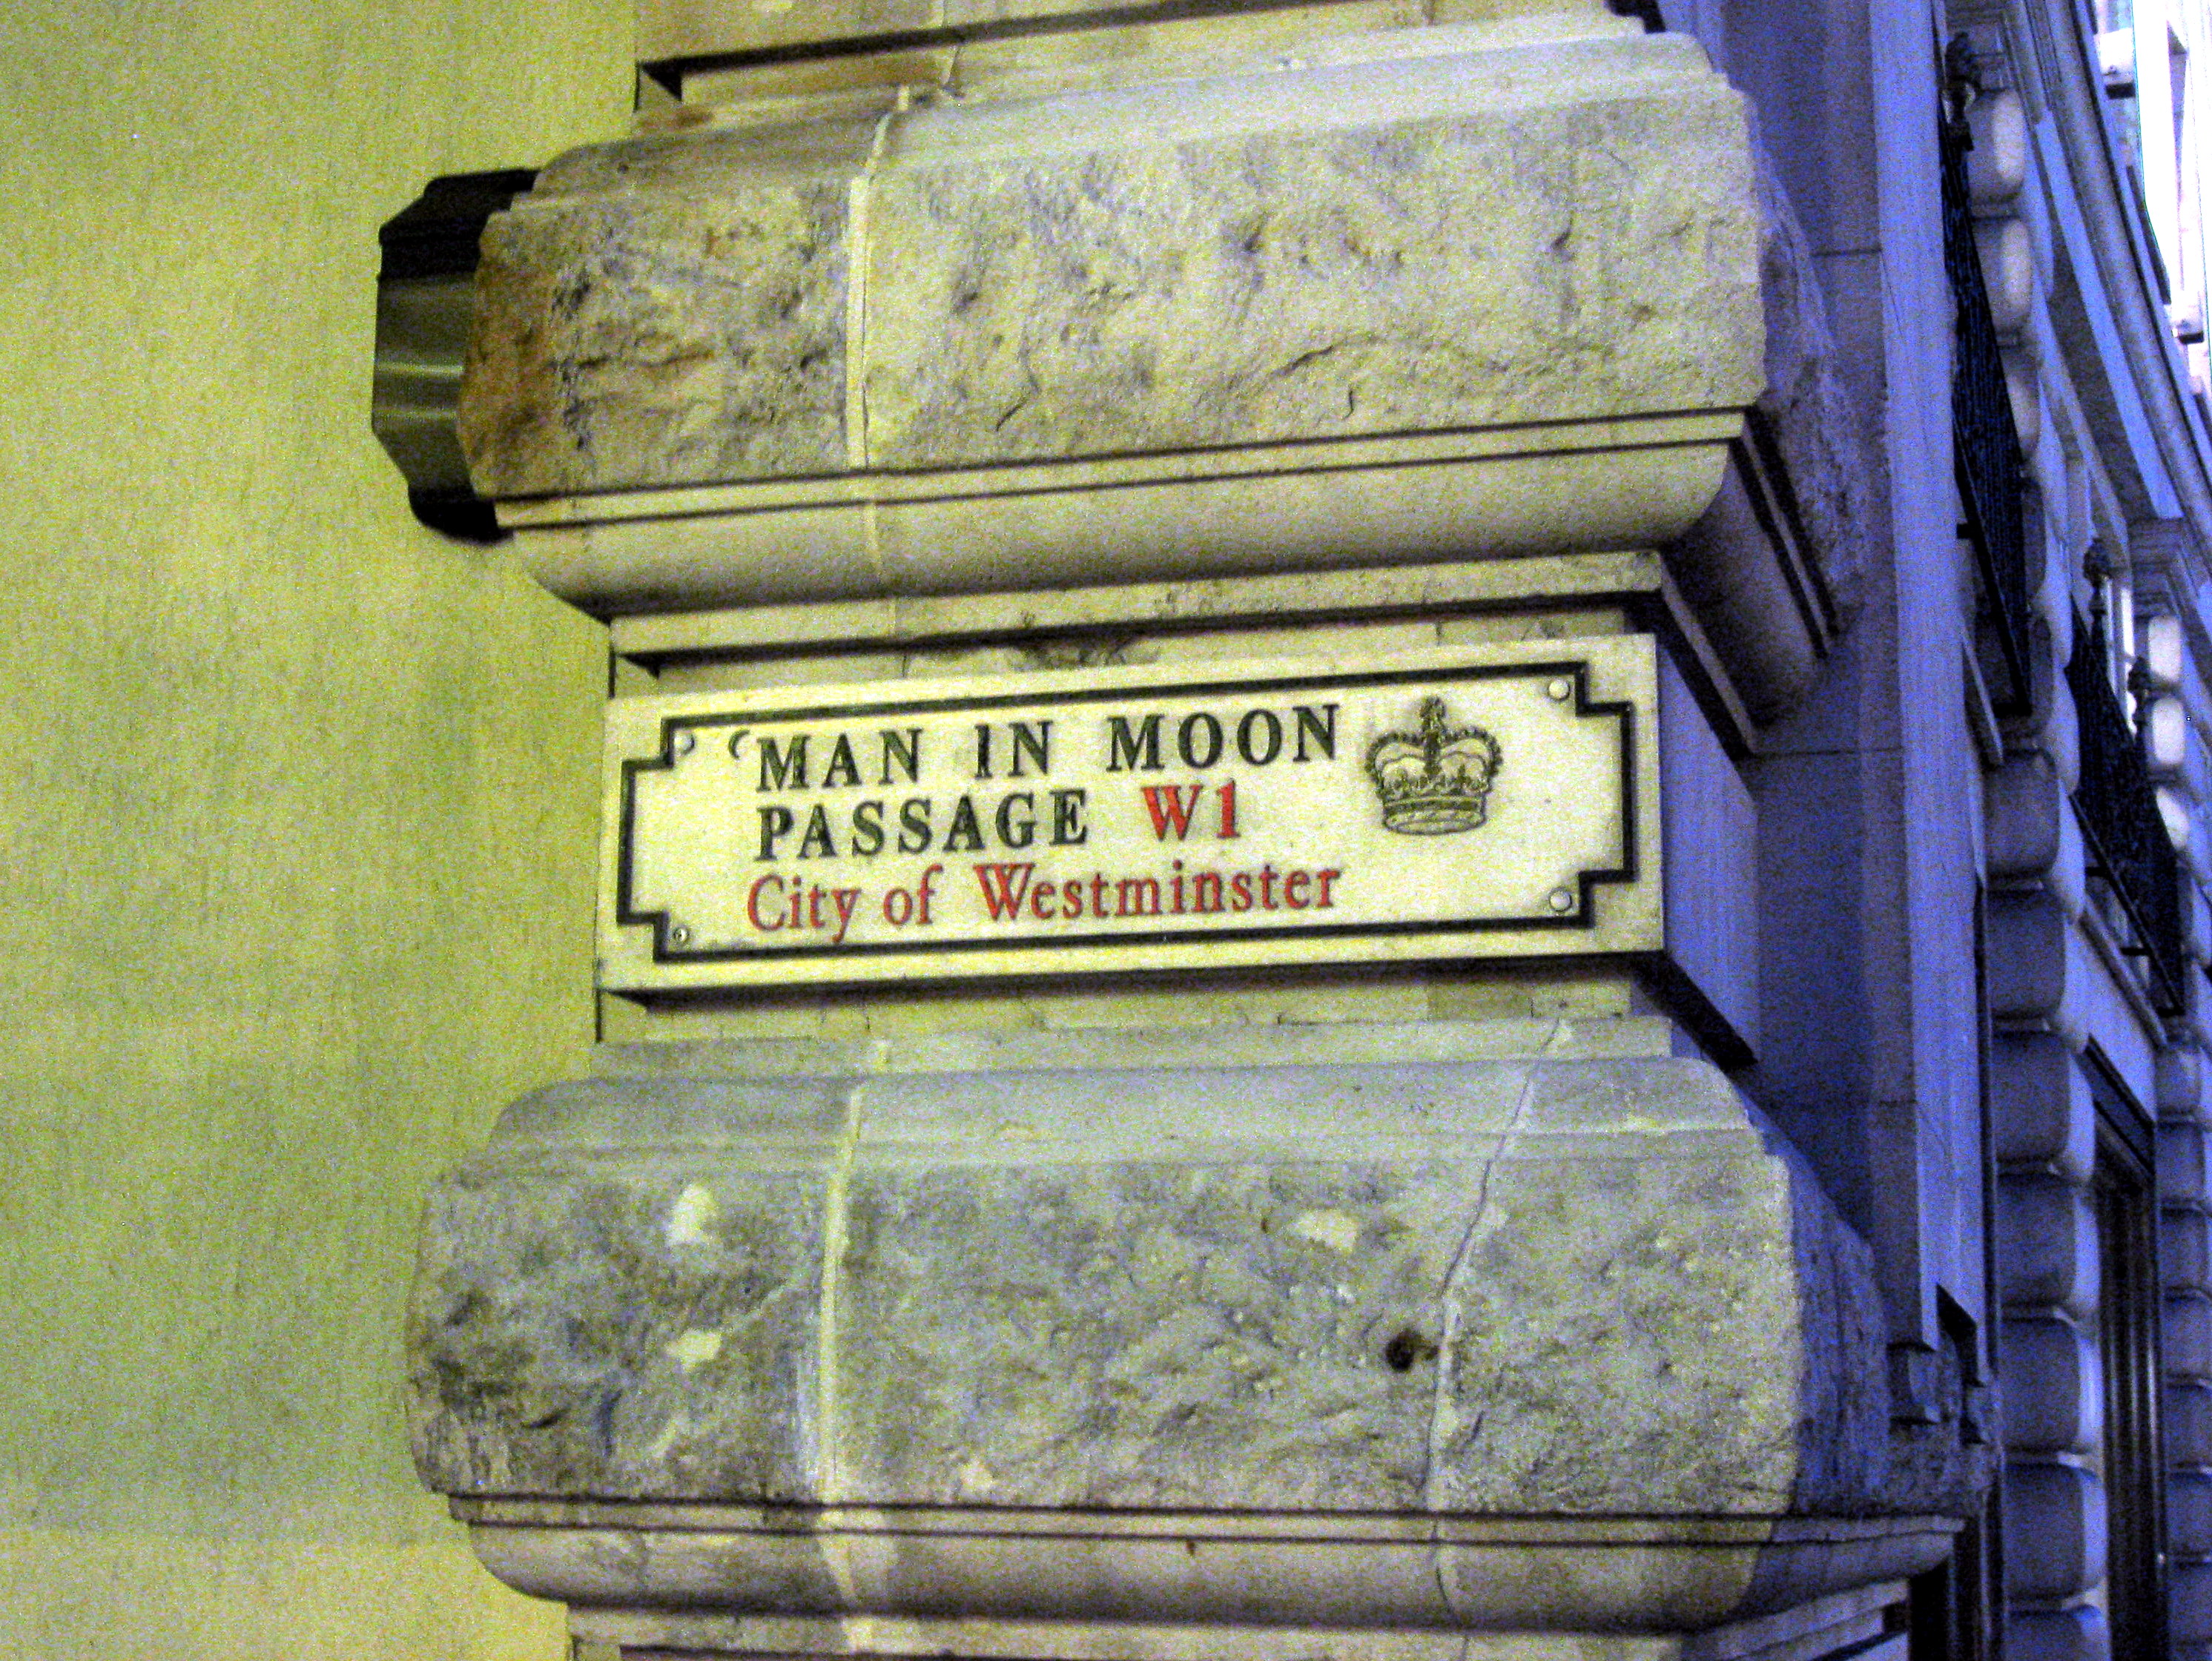 MAN IN MOON
PASSAGE W1
City of Westminster